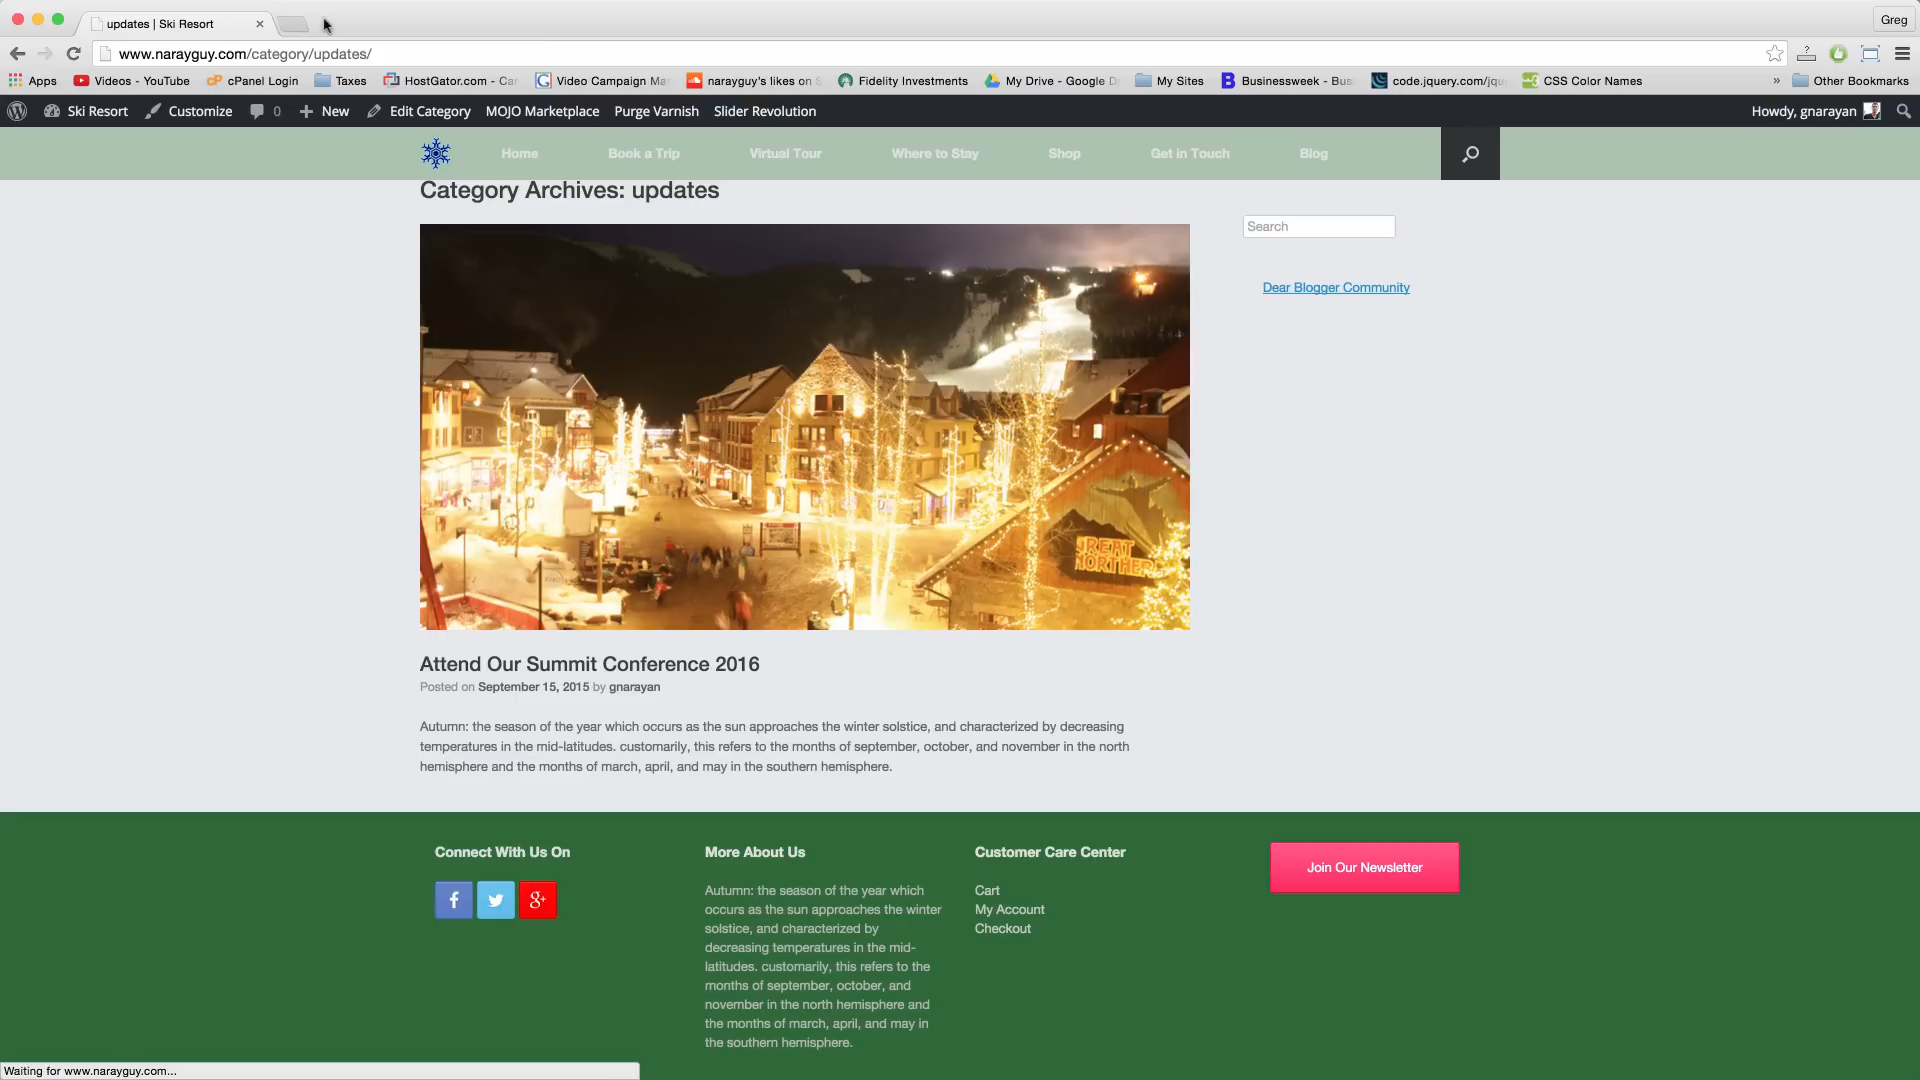 updates | Ski Resort
Greg
www.narayguy.com/category/updates/
Apps Videos - YouTube cPanel Login Taxes HostGator.com - Video Campaign narayguy's likes on Fidelity Investments My Drive - Google My Sites Businessweek - code.jquery.com/ CSS Color Names » Other Bookmarks
Ski Resort Customize 0 New Edit Category MOJO Marketplace Purge Varnish Slider Revolution Howdy, gnarayan
Home Book a Trip Virtual Tour Where to Stay Shop Get in Touch Blog
Category Archives: updates
Search
Dear Blogger Community
GREAT
NORTHERN
Attend Our Summit Conference 2016
Posted on September 15, 2015 by gnarayan
Autumn: the season of the year which occurs as the sun approaches the winter solstice, and characterized by decreasing
temperatures in the mid-latitudes. customarily, this refers to the months of september, october, and november in the north
hemisphere and the months of march, april, and may in the southern hemisphere.
Connect With Us On
f g+
More About Us
Autumn: the season of the year which
occurs as the sun approaches the winter
solstice, and characterized by
decreasing temperatures in the mid-
latitudes. customarily, this refers to the
months of september, october, and
november in the north hemisphere and
the months of march, april, and may in
the southern hemisphere.
Customer Care Center
Cart
My Account
Checkout
Join Our Newsletter
Waiting for www.narayguy.com...